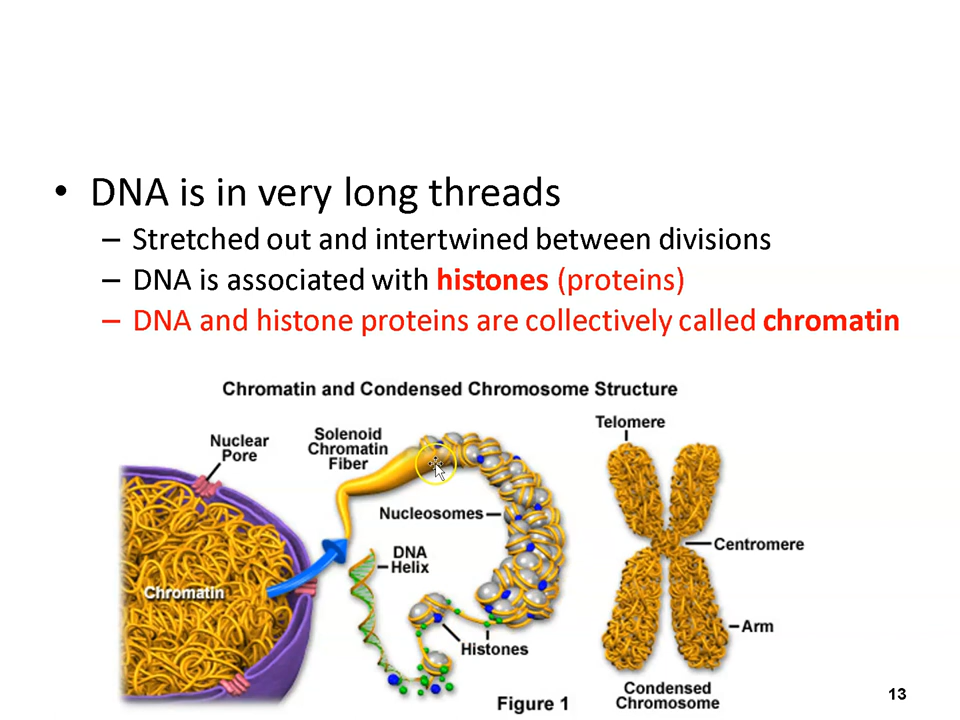 • DNA is in very long threads
– Stretched out and intertwined between divisions
– DNA is associated with histones (proteins)
– DNA and histone proteins are collectively called chromatin
Chromatin and Condensed Chromosome Structure
Nuclear
Pore
Solenoid
Chromatin
Fiber
Telomere
Nucleosomes
DNA
Helix
Centromere
Chromatin
Arm
Histones
Condensed
Chromosome
Figure 1
13